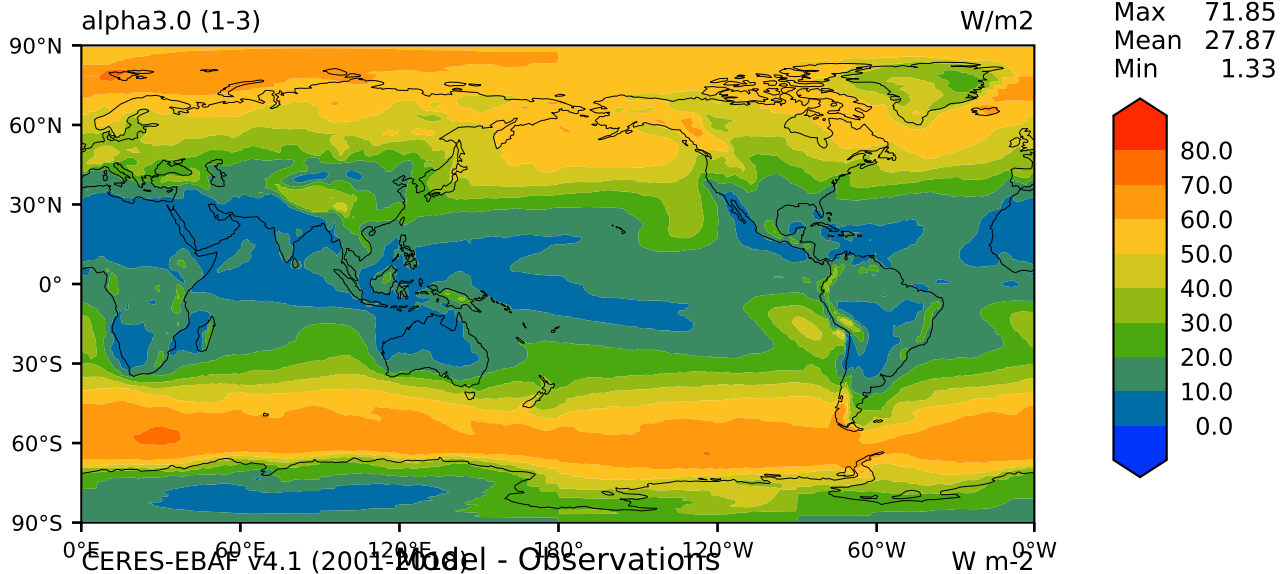 alpha3.0 (1-3)
W/m2
Max 71.85
Mean 27.87
Min 1.33
90°N
60°N
30°N
0°
30°S
60°S
90°S
0°E 60°E 120°E 180° 120°W 60°W 0°W
80.0
70.0
60.0
50.0
40.0
30.0
20.0
10.0
0.0
CERES-EBAF v4.1 (2001-2018)
Model - Observations
W m-2